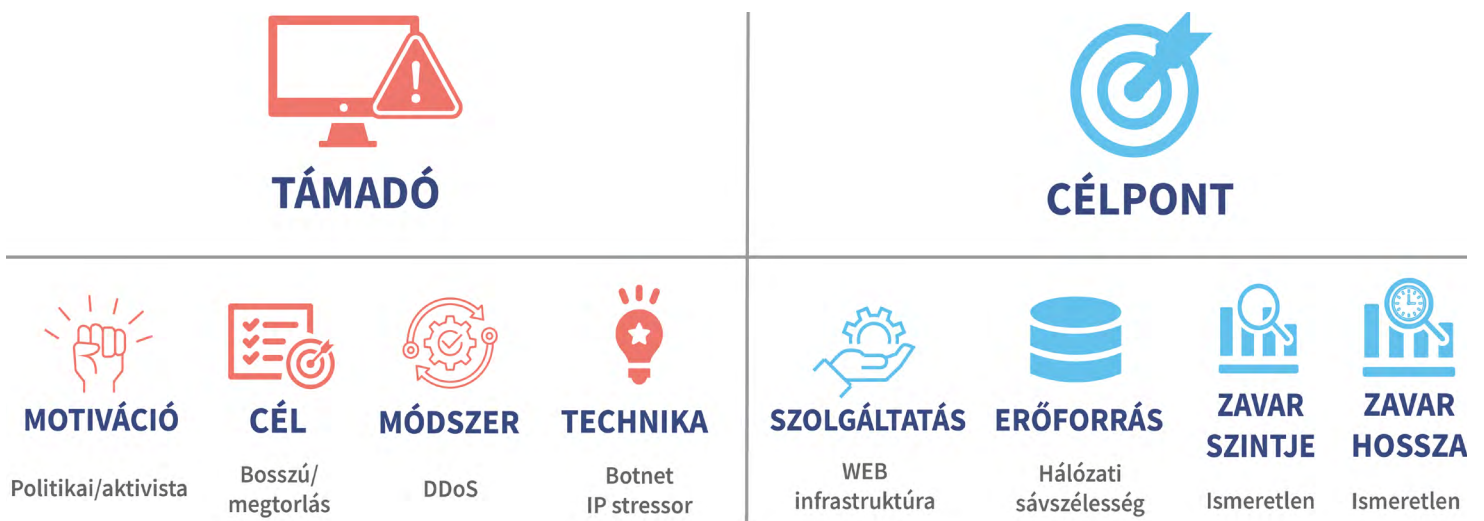 TÁMADÓ
CÉLPONT
MOTIVÁCIÓ
Politikai/aktivista
CÉL
Bosszú/
megtorlás
MÓDSZER
DDoS
TECHNIKA
Botnet
IP stressor
SZOLGÁLTATÁS
WEB
infrastruktúra
ERŐFORRÁS
Hálózati
sávszélesség
ZAVAR
SZINTJE
Ismeretlen
ZAVAR
HOSSZA
Ismeretlen